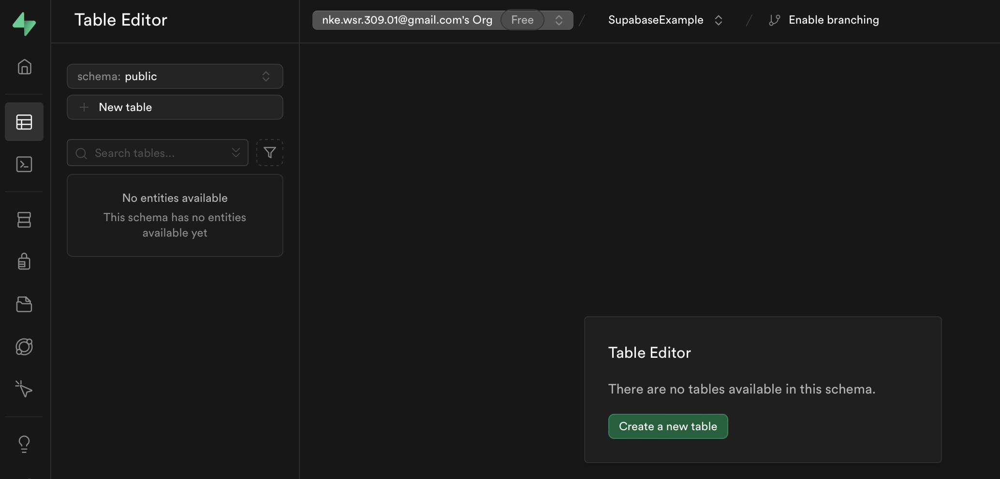 Table Editor
nke.wsr.309.01@gmail.com's Org Free / SupabaseExample / Enable branching
schema: public
New table
Search tables...
No entities available
This schema has no entities
available yet
Table Editor
There are no tables available in this schema.
Create a new table